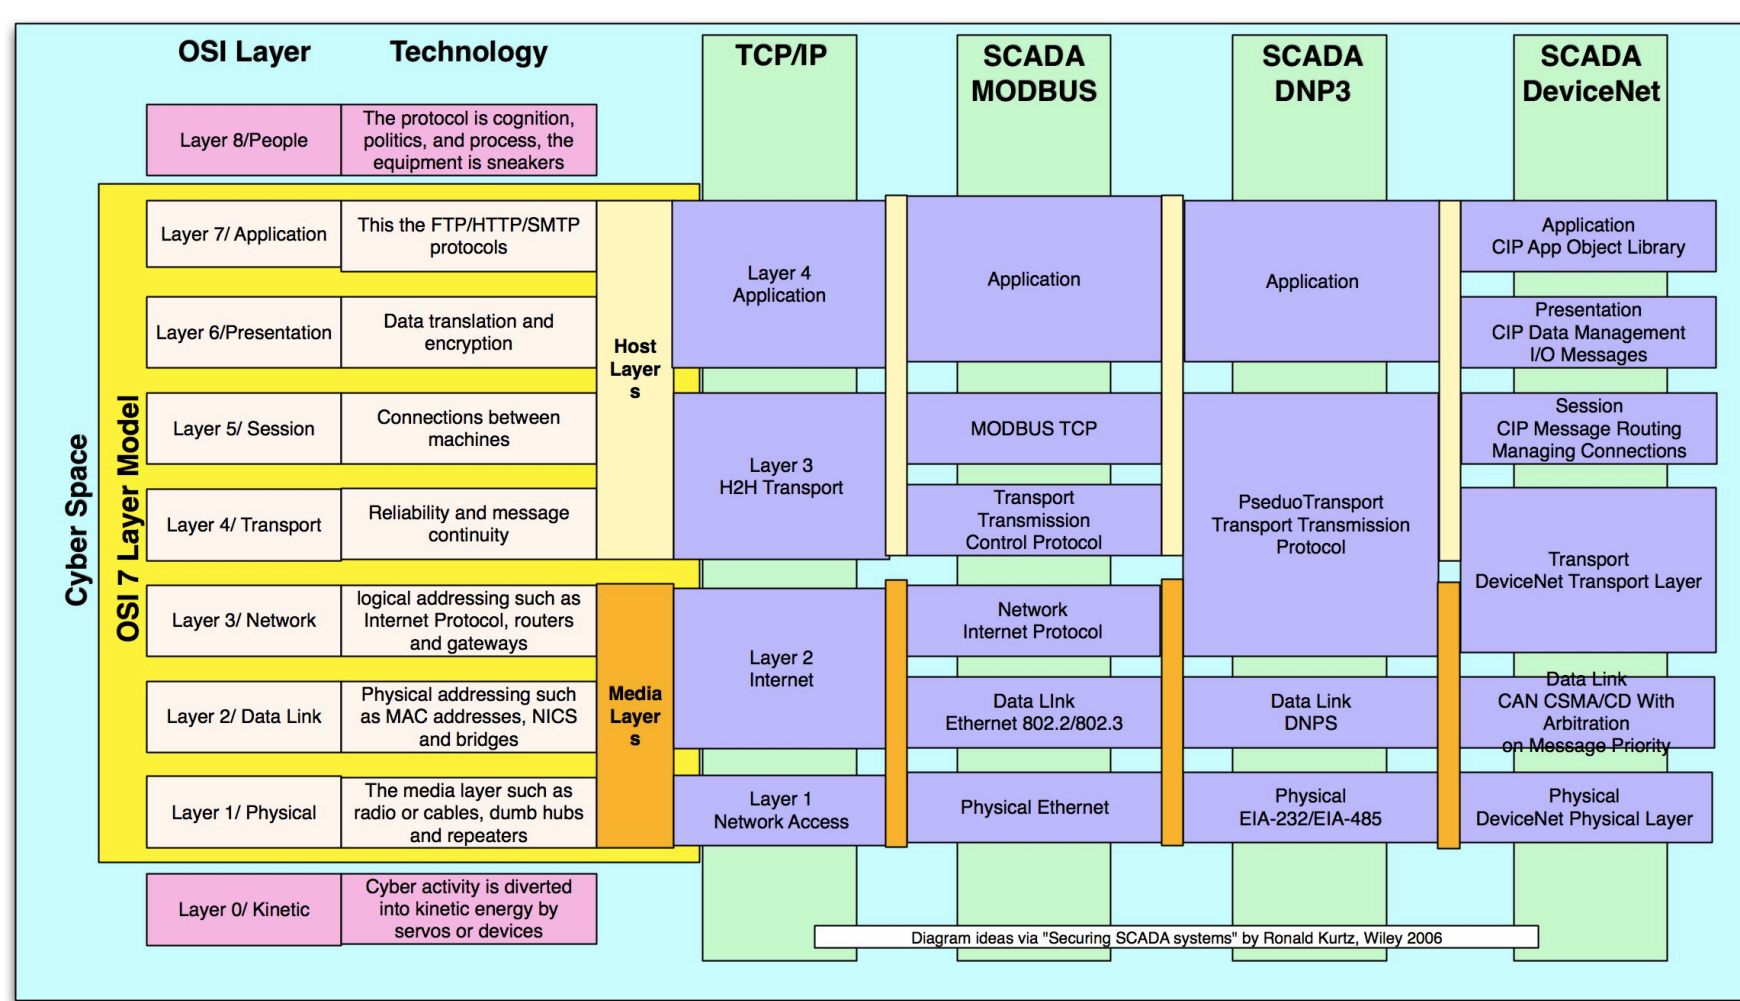 OSI Layer
Technology
TCP/IP
SCADA
MODBUS
SCADA
DNP3
SCADA
DeviceNet
Layer 8/People
The protocol is cognition,
politics, and process, the
equipment is sneakers
Cyber Space
OSI 7 Layer Model
Layer 7/ Application
This the FTP/HTTP/SMTP
protocols
Layer 6/Presentation
Data translation and
encryption
Layer 5/ Session
Connections between
machines
Layer 4/ Transport
Reliability and message
continuity
Layer 3/ Network
logical addressing such as
Internet Protocol, routers
and gateways
Layer 2/ Data Link
Physical addressing such
as MAC addresses, NICS
and bridges
Layer 1/ Physical
The media layer such as
radio or cables, dumb hubs
and repeaters
Layer 0/ Kinetic
Cyber activity is diverted
into kinetic energy by
servos or devices
Host
Layer
s
Media
Layer
s
Layer 4
Application
Layer 3
H2H Transport
Layer 2
Internet
Layer 1
Network Access
Application
MODBUS TCP
Transport
Transmission
Control Protocol
Network
Internet Protocol
Data LInk
Ethernet 802.2/802.3
Physical Ethernet
Application
PseduoTransport
Transport Transmission
Protocol
Data Link
DNPS
Physical
EIA-232/EIA-485
Application
CIP App Object Library
Presentation
CIP Data Management
I/O Messages
Session
CIP Message Routing
Managing Connections
Transport
DeviceNet Transport Layer
Data Link
CAN CSMA/CD With
Arbitration
on Message Priority
Physical
DeviceNet Physical Layer
Diagram ideas via "Securing SCADA systems" by Ronald Kurtz, Wiley 2006